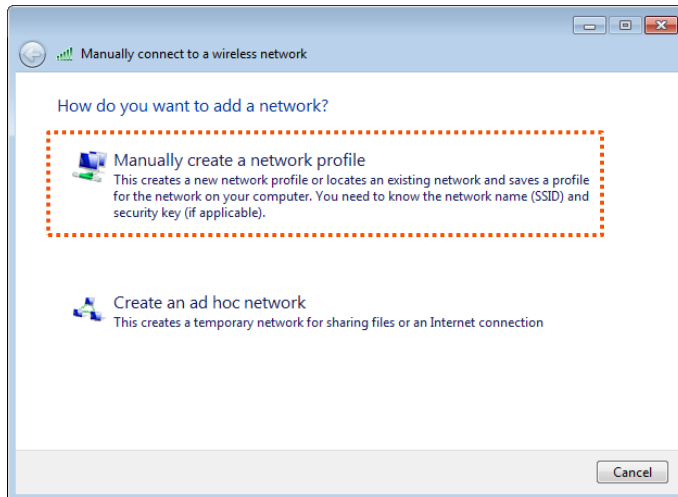 Manually connect to a wireless network
How do you want to add a network?
Manually create a network profile
This creates a new network profile or locates an existing network and saves a profile
for the network on your computer. You need to know the network name (SSID) and
security key (if applicable).
Create an ad hoc network
This creates a temporary network for sharing files or an Internet connection
Cancel